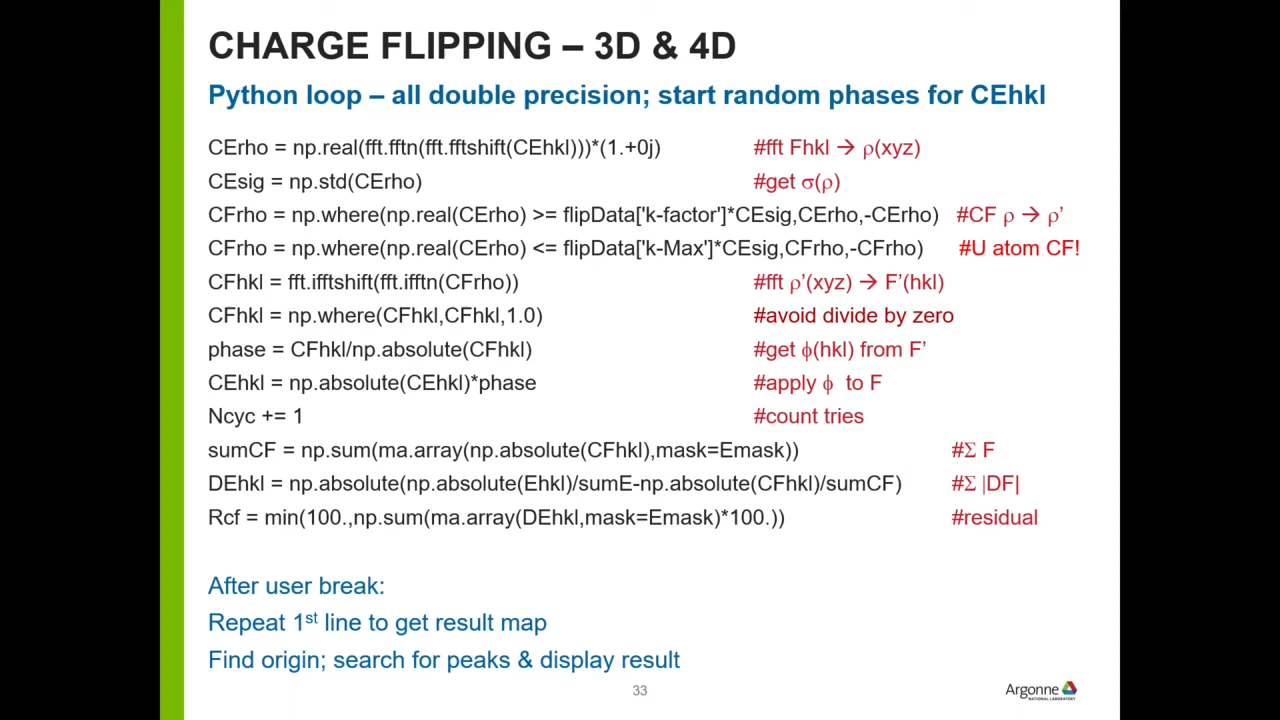 CHARGE FLIPPING – 3D & 4D
Python loop – all double precision; start random phases for CEhkl
CErho = np.real(fft.fftn(fft.fftshift(CEhkl)))*(1.+0j) #fft Fhkl → ρ(xyz)
CEsig = np.std(CErho) #get σ(ρ)
CFrho = np.where(np.real(CErho) >= flipData['k-factor']*CEsig,CErho,-CErho) #CF ρ → ρ’
CFrho = np.where(np.real(CErho) <= flipData['k-Max']*CEsig,CFrho,-CFrho) #U atom CF!
CFhkl = fft.ifftshift(fft.ifftn(CFrho)) #fft ρ’(xyz) → F’(hkl)
CFhkl = np.where(CFhkl,CFhkl,1.0) #avoid divide by zero
phase = CFhkl/np.absolute(CFhkl) #get ϕ(hkl) from F’
CEhkl = np.absolute(CEhkl)*phase #apply ϕ to F
Ncyc += 1 #count tries
sumCF = np.sum(ma.array(np.absolute(CFhkl),mask=Emask)) #Σ F
DEhkl = np.absolute(np.absolute(Ehkl)/sumE-np.absolute(CFhkl)/sumCF) #Σ |DF|
Rcf = min(100.,np.sum(ma.array(DEhkl,mask=Emask)*100.)) #residual
After user break:
Repeat 1st line to get result map
Find origin; search for peaks & display result
33
Argonne
NATIONAL LABORATORY